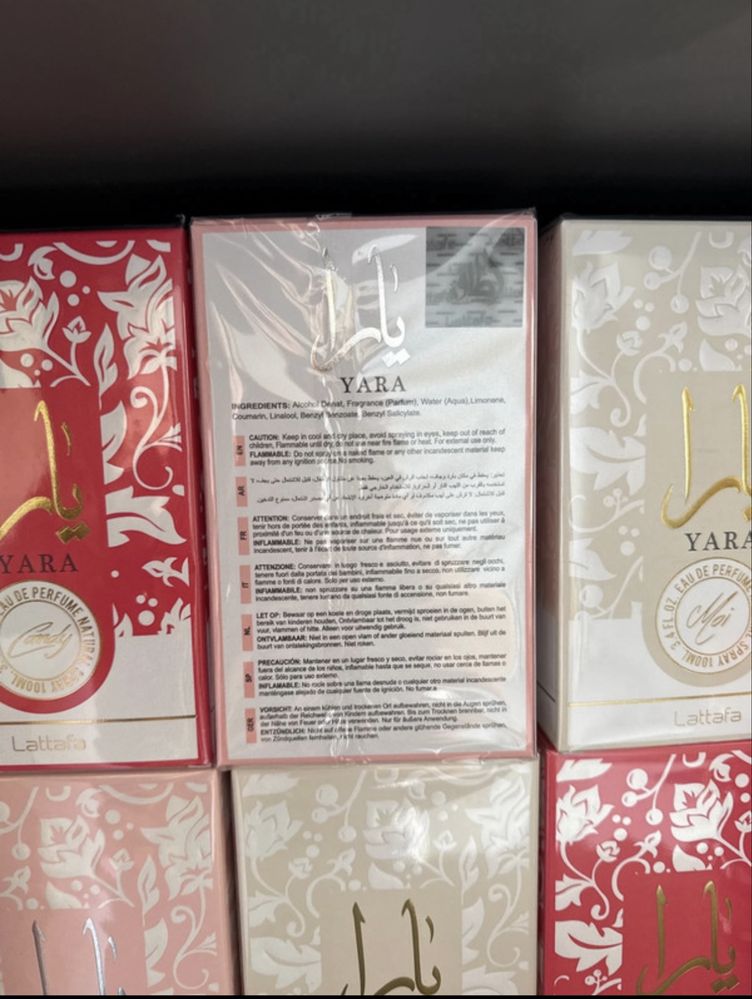 يارا
YARA
INGREDIENTS: Alcohol Denat, Fragrance (Parfum), Water (Aqua),Limonene,
Coumarin, Linalool, Benzyl Benzoate, Benzyl Salicylate.
EN
CAUTION: Keep in cool and dry place, avoid spraying in eyes, keep out of reach of
children, Flammable until dry, do not use near fire flame or heat. For external use only.
FLAMMABLE: Do not spray on a naked flame or any other incandescent material keep
away from any ignition source.No smoking.
AR
FR
ATTENTION: Conserver dans un endroit frais et sec, éviter de vaporiser dans les yeux,
tenir hors de portée des enfants, inflammable jusqu'à ce qu'il soit sec, ne pas utiliser à
proximité d'un feu ou d'une source de chaleur. Pour usage externe uniquement.
INFLAMMABLE: Ne pas vaporiser sur une flamme nue ou sur tout autre matériau
incandescent, tenir à l'écart de toute source d'inflammation, ne pas fumer.
IT
ATTENZIONE: Conservare in luogo fresco e asciutto, evitare di spruzzare negli occhi,
tenere fuori dalla portata dei bambini, infiammabile fino a secco, non utilizzare vicino a
fiamme o fonti di calore. Solo per uso esterno.
INFIAMMABILE: non spruzzare su una fiamma libera o su qualsiasi altro materiale
incandescente, tenere lontano da qualsiasi fonte di accensione, non fumare.
NL
LET OP: Bewaar op een koele en droge plaats, vermijd sproeien in de ogen, buiten het
bereik van kinderen houden, Ontvlambaar tot het droog is, niet gebruiken in de buurt van
vuur, vlammen of hitte. Alleen voor uitwendig gebruik.
ONTVLAMBAAR: Niet in een open vlam of ander gloeiend materiaal spuiten. Blijf uit de
buurt van ontstekingsbronnen. Niet roken.
SP
PRECAUCIÓN: Mantener en un lugar fresco y seco, evitar rociar en los ojos, mantener
fuera del alcance de los niños, inflamable hasta que se seque, no usar cerca de llamas o
calor. Sólo para uso externo.
INFLAMABLE: No rocíe sobre una llama desnuda o cualquier otro material incandescente
manténgase alejado de cualquier fuente de ignición. No fumar.
GER
VORSICHT: An einem kühlen und trockenen Ort aufbewahren, nicht in die Augen sprühen,
außerhalb der Reichweite von Kindern aufbewahren. Bis zum Trocknen brennbar, nicht in
der Nähe von Feuer oder Hitze verwenden. Nur für äußere Anwendung.
ENTZÜNDLICH: Nicht auf offene Flamme oder andere glühende Gegenstände sprühen,
von Zündquellen fernhalten, nicht rauchen.
يارا
YARA
EAU DE PERFUME NATURAL SPRAY 100ML 3.
Candy
Lattafa
YARA
3.4 FL.OZ. EAU DE PERFUM
SPRAY 100ML
Moi
Lattafa
يارا
يارا